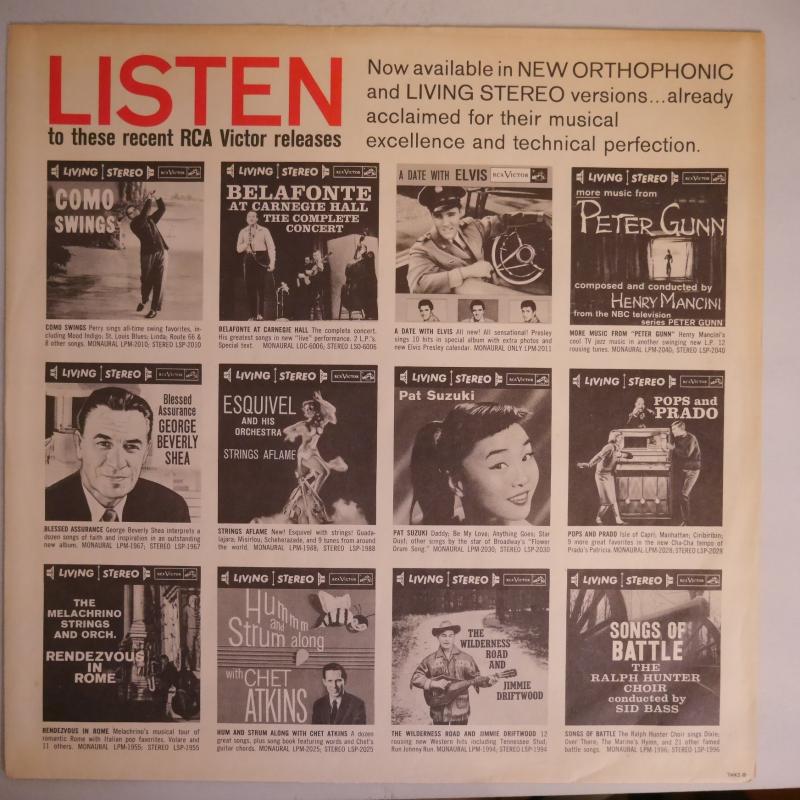 LISTEN
to these recent RCA Victor releases
Now available in NEW ORTHOPHONIC
and LIVING STEREO versions...already
acclaimed for their musical
excellence and technical perfection.
LIVING STEREO RCA VICTOR
COMO
SWINGS
COMO SWINGS Perry sings all-time swing favorites, in-
cluding Mood Indigo; St. Louis Blues; Linda; Route 66 &
8 other songs. MONAURAL LPM-2010; STEREO LSP-2010
LIVING STEREO RCA VICTOR
BELAFONTE
AT CARNEGIE HALL
THE COMPLETE
CONCERT
BELAFONTE AT CARNEGIE HALL The complete concert.
His greatest songs in new "live" performance. 2 L.P.'s.
Special text. MONAURAL LOC-6006; STEREO LSO-6006
A DATE WITH ELVIS RCA VICTOR
A DATE WITH ELVIS All new! All sensational! Presley
sings 10 hits in special album with extra photos and
new Elvis Presley calendar. MONAURAL ONLY LPM-2011
LIVING STEREO RCA VICTOR
more music from
PETER GUNN
composed and conducted by
HENRY MANCINI
from the NBC television
series PETER GUNN
MORE MUSIC FROM "PETER GUNN" Henry Mancini's
cool TV jazz music in another swinging new L.P. 12
rousing tunes. MONAURAL LPM-2040; STEREO LSP-2040
LIVING STEREO RCA VICTOR
Blessed
Assurance
GEORGE
BEVERLY
SHEA
BLESSED ASSURANCE George Beverly Shea interprets a
dozen songs of faith and inspiration in an outstanding
new album. MONAURAL LPM-1967; STEREO LSP-1967
LIVING STEREO RCA VICTOR
ESQUIVEL
AND HIS
ORCHESTRA
STRINGS AFLAME
STRINGS AFLAME New! Esquivel with strings! Guada-
lajara; Misirlou; Scheherazade, and 9 tunes from around
the world. MONAURAL LPM-1988; STEREO LSP-1988
LIVING STEREO RCA VICTOR
Pat Suzuki
PAT SUZUKI Daddy; Be My Love; Anything Goes; Star
Dust; other songs by the star of Broadway's "Flower
Drum Song." MONAURAL LPM-2030; STEREO LSP-2030
LIVING STEREO RCA VICTOR
POPS and
PRADO
POPS AND PRADO Isle of Capri; Manhattan; Ciribiribin;
9 more great favorites in the new Cha-Cha tempo of
Prado's Patricia. MONAURAL LPM-2028; STEREO LSP-2028
LIVING STEREO RCA VICTOR
THE
MELACHRINO
STRINGS
AND ORCH.
RENDEZVOUS
IN
ROME
RENDEZVOUS IN ROME Melachrino's musical tour of
romantic Rome with Italian pop favorites. Volare and
11 others. MONAURAL LPM-1955; STEREO LSP-1955
LIVING STEREO RCA VICTOR
Hummm
and
Strum along
with CHET
ATKINS
HUM AND STRUM ALONG WITH CHET ATKINS A dozen
great songs, plus song book featuring words and Chet's
guitar chords. MONAURAL LPM-2025; STEREO LSP-2025
LIVING STEREO RCA VICTOR
THE
WILDERNESS
ROAD
AND
JIMMIE
DRIFTWOOD
THE WILDERNESS ROAD AND JIMMIE DRIFTWOOD 12
rousing new Western hits including Tennessee Stud;
Run Johnny Run. MONAURAL LPM-1994; STEREO LSP-1994
LIVING STEREO RCA VICTOR
SONGS OF
BATTLE
THE
RALPH HUNTER
CHOIR
conducted by
SID BASS
SONGS OF BATTLE The Ralph Hunter Choir sings Dixie;
Over There; The Marine's Hymn, and 21 other famed
battle songs. MONAURAL LPM-1996; STEREO LSP-1996